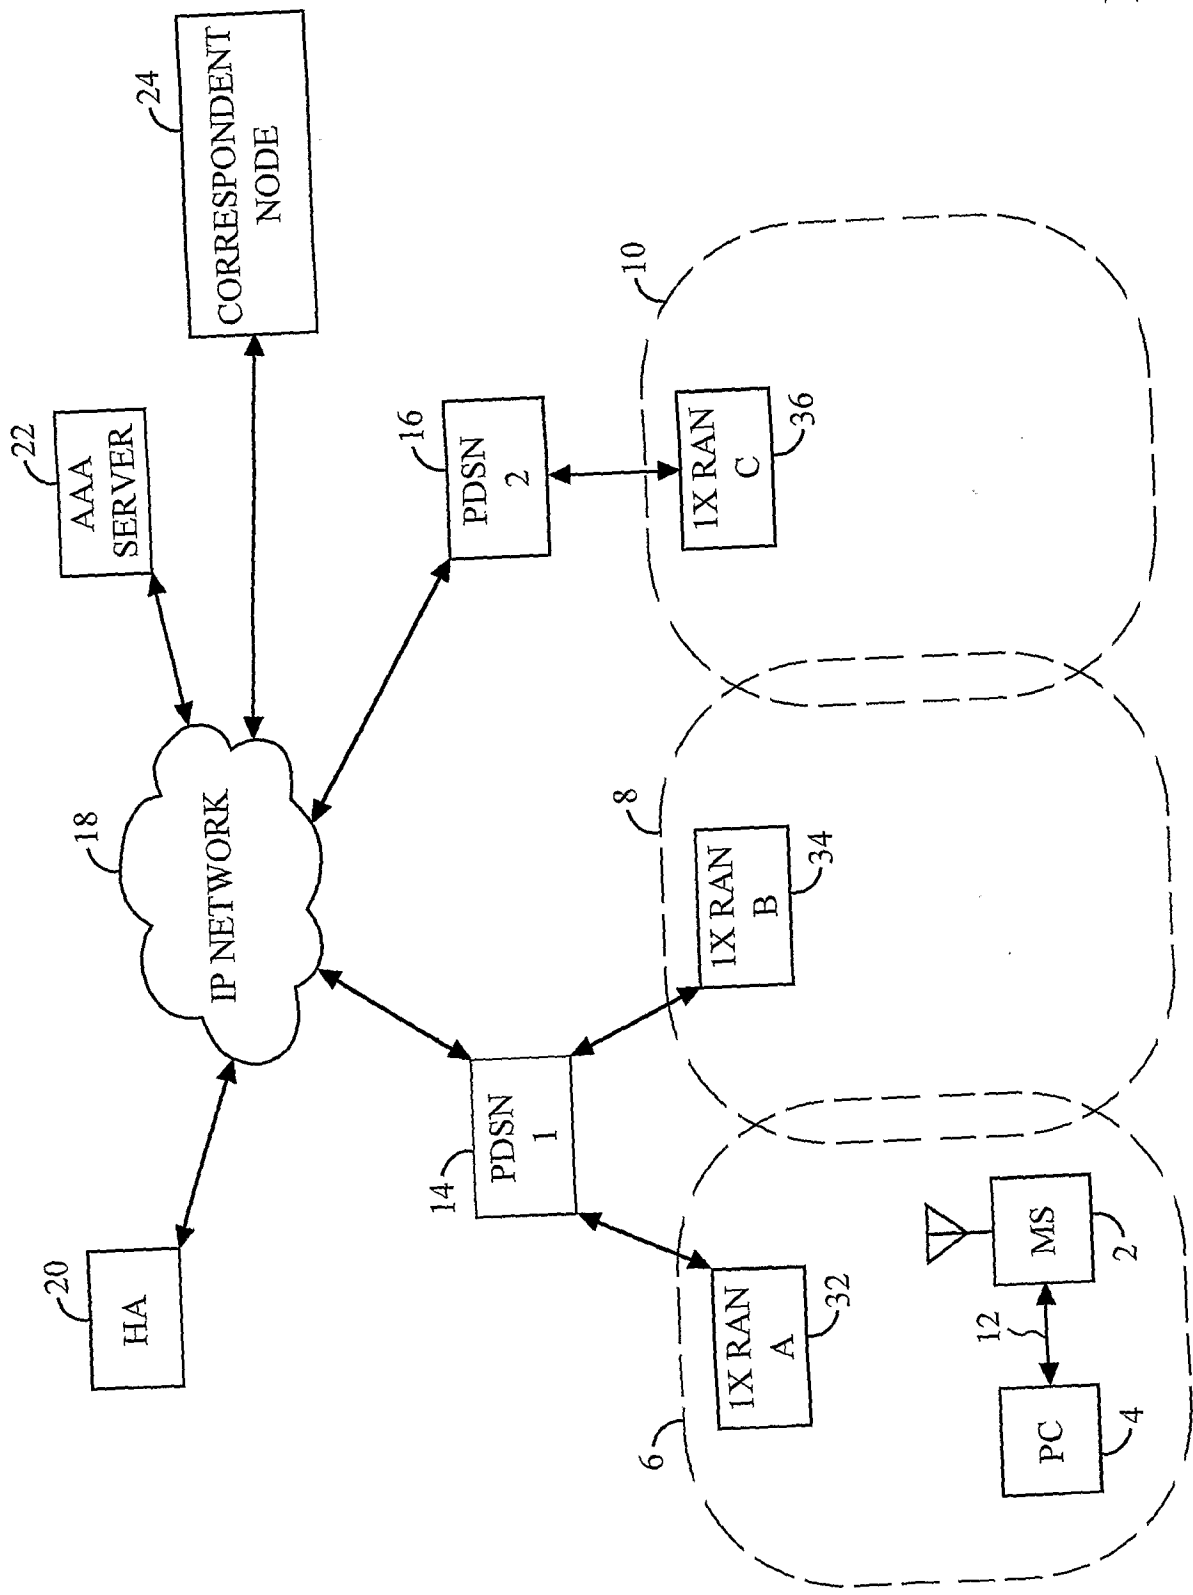 20
HA
18
IP NETWORK
22
AAA
SERVER
24
CORRESPONDENT
NODE
14
PDSN
1
16
PDSN
2
6
1X RAN
A
32
8
1X RAN
B
34
10
1X RAN
C
36
PC
4
12
MS
2